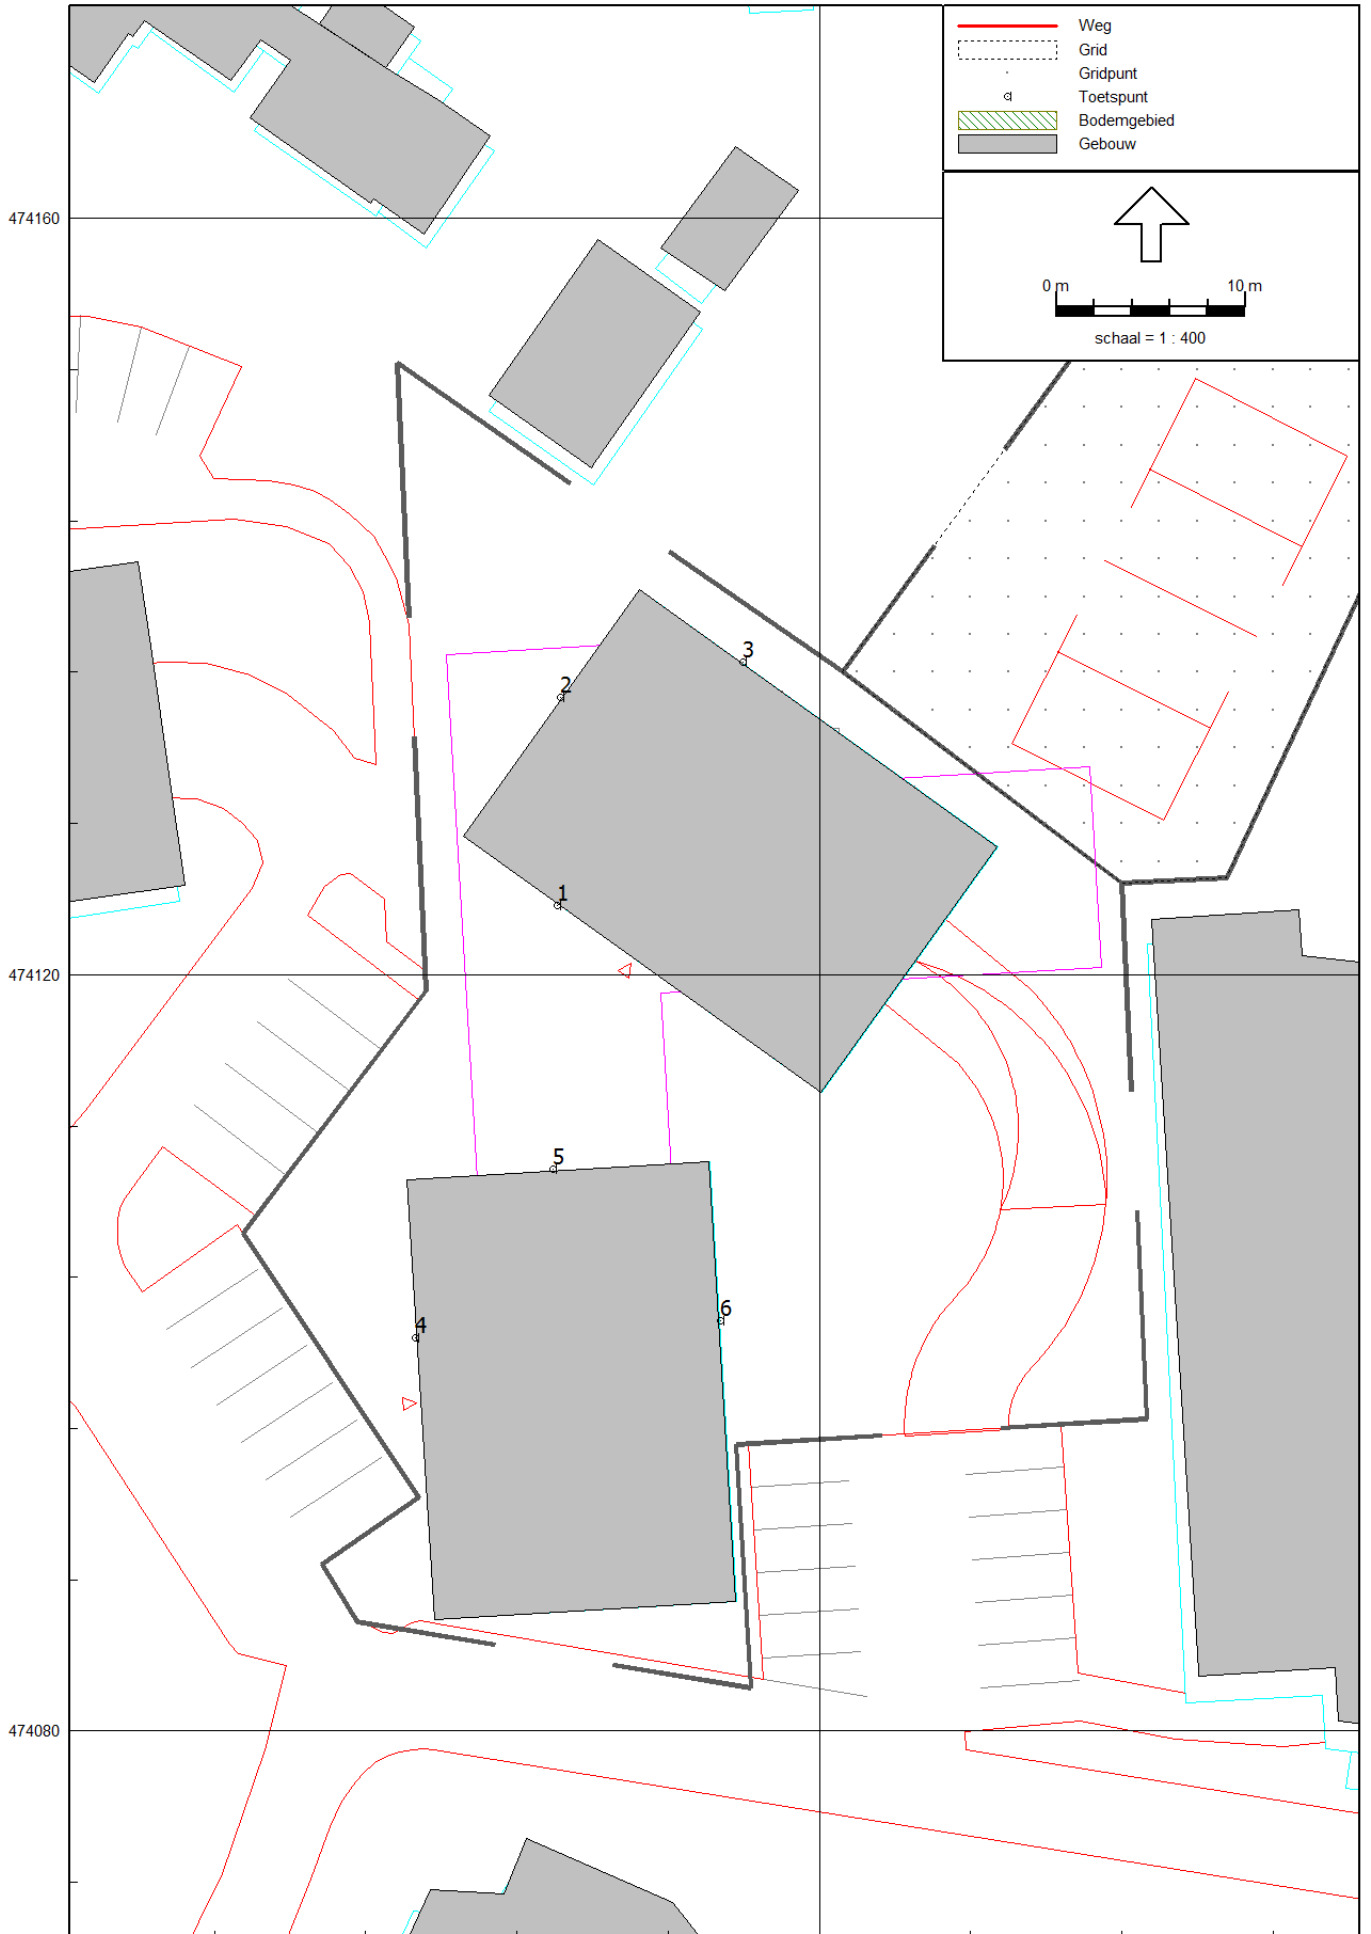 Weg
Grid
Gridpunt
Toetspunt
Bodemgebied
Gebouw
474160
0 m 10 m
schaal = 1 : 400
3
2
1
474120
5
6
4
474080